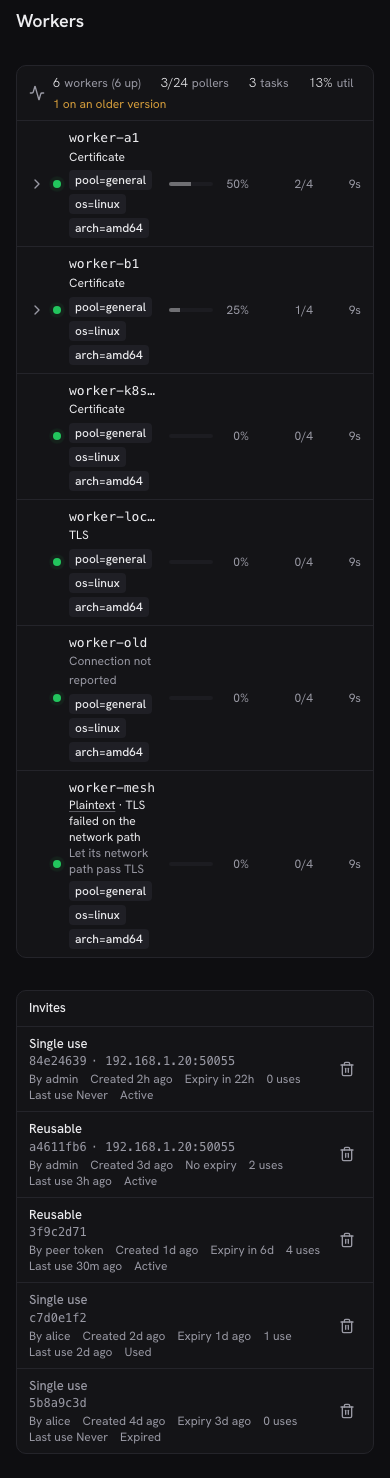 Workers
6 workers (6 up) 3/24 pollers 3 tasks 13% util
1 on an older version
worker-a1
Certificate
pool=general 50% 2/4 9s
os=linux
arch=amd64
worker-b1
Certificate
pool=general 25% 1/4 9s
os=linux
arch=amd64
worker-k8s…
Certificate
pool=general 0% 0/4 9s
os=linux
arch=amd64
worker-loc…
TLS
pool=general 0% 0/4 9s
os=linux
arch=amd64
worker-old
Connection not
reported
pool=general 0% 0/4 9s
os=linux
arch=amd64
worker-mesh
Plaintext · TLS
failed on the
network path
Let its network
path pass TLS 0% 0/4 9s
pool=general
os=linux
arch=amd64
Invites
Single use
84e24639 · 192.168.1.20:50055
By admin Created 2h ago Expiry in 22h 0 uses
Last use Never Active
Reusable
a4611fb6 · 192.168.1.20:50055
By admin Created 3d ago No expiry 2 uses
Last use 3h ago Active
Reusable
3f9c2d71
By peer token Created 1d ago Expiry in 6d 4 uses
Last use 30m ago Active
Single use
c7d0e1f2
By alice Created 2d ago Expiry 1d ago 1 use
Last use 2d ago Used
Single use
5b8a9c3d
By alice Created 4d ago Expiry 3d ago 0 uses
Last use Never Expired